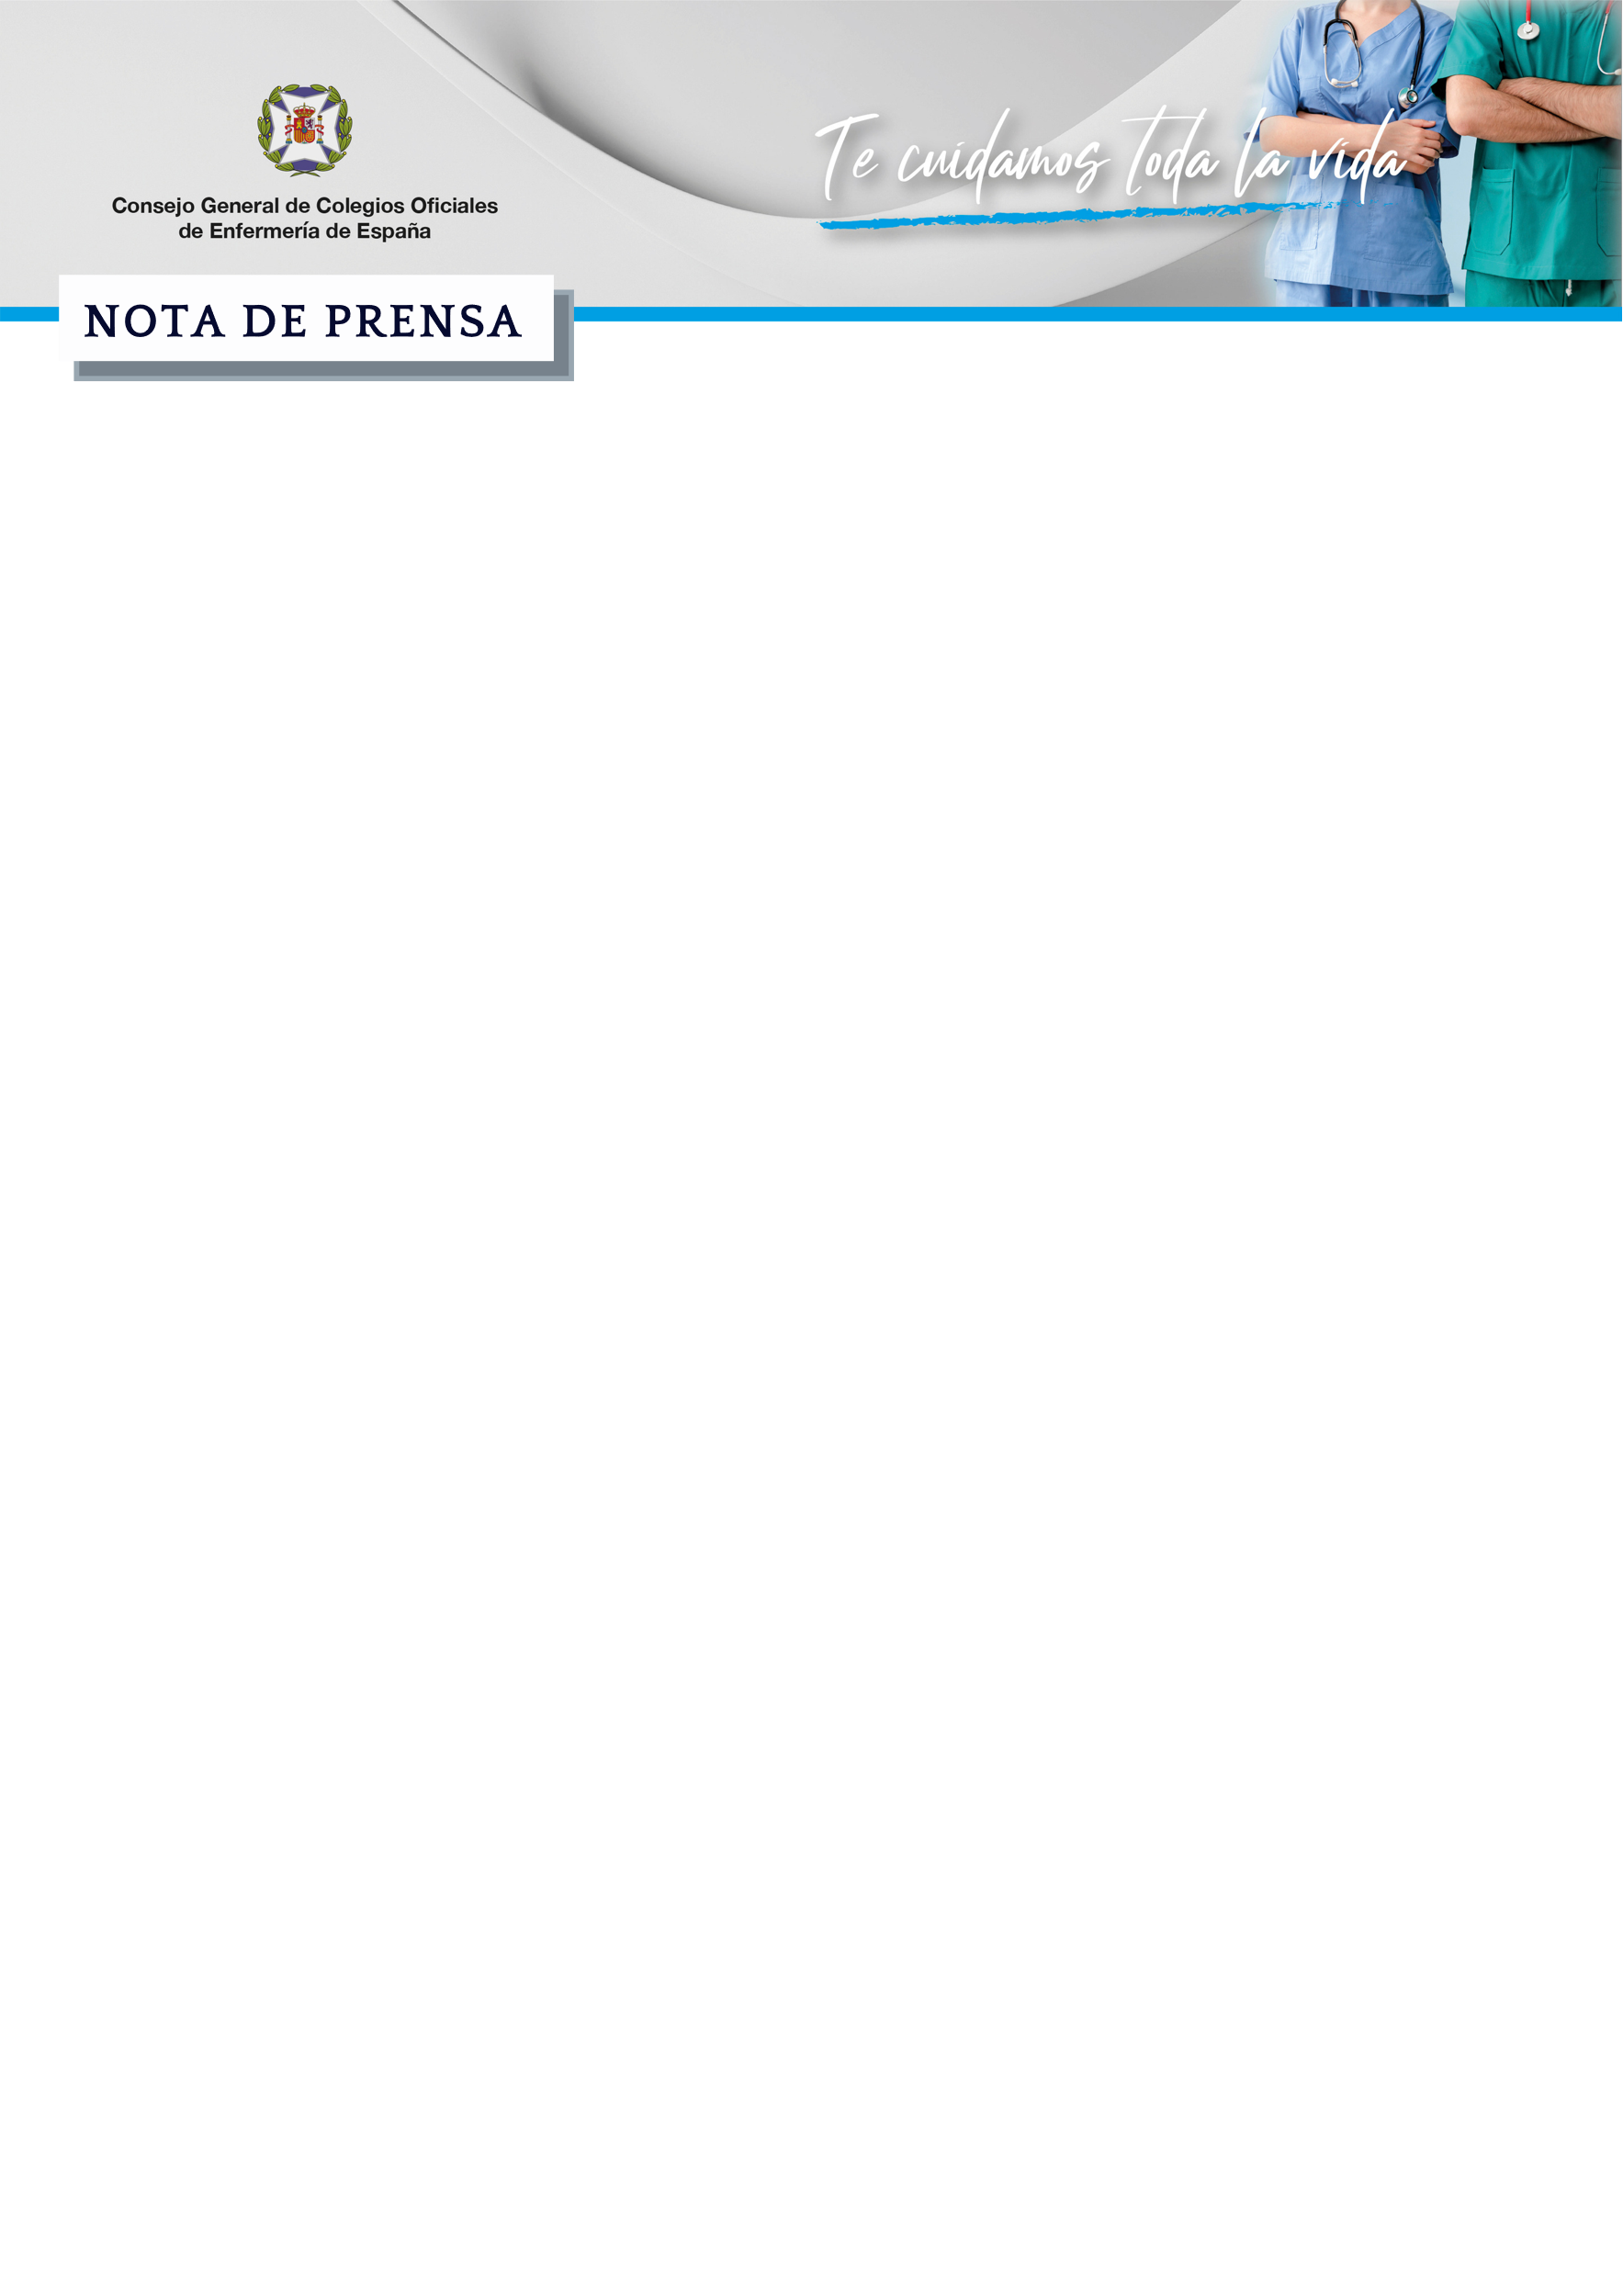 Te cuidamos toda la vida
Consejo General de Colegios Oficiales
de Enfermería de España
NOTA DE PRENSA